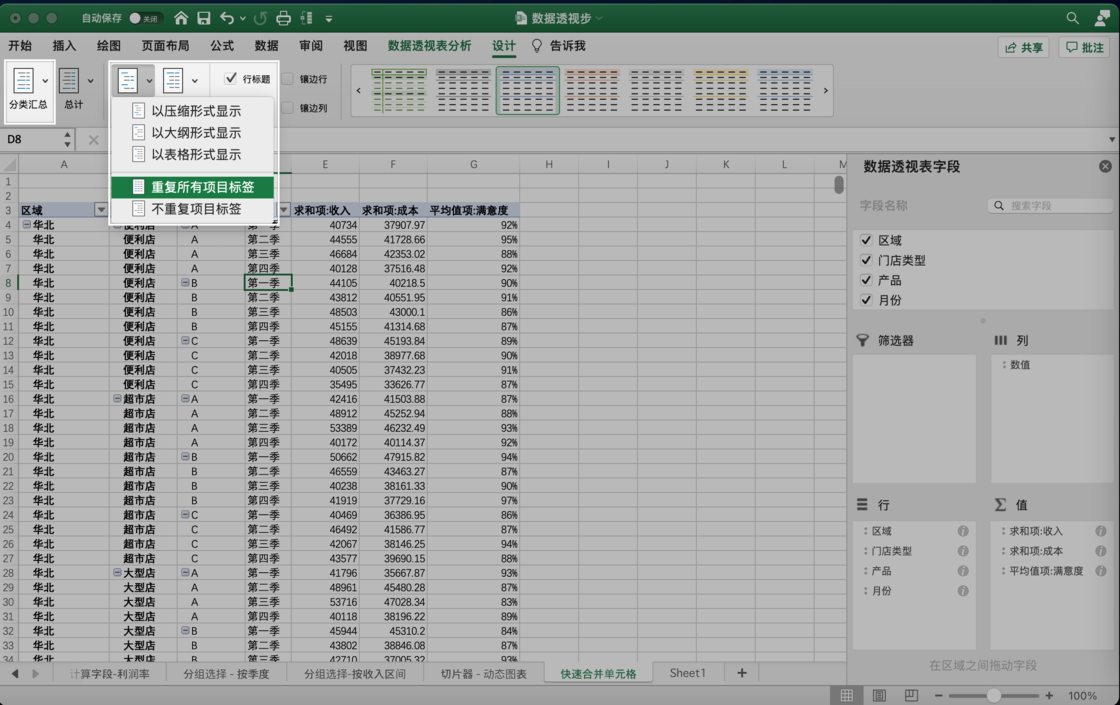 自动保存 关闭 数据透视步
开始 插入 绘图 页面布局 公式 数据 审阅 视图 数据透视表分析 设计 告诉我 共享 批注
分类汇总 总计 行标题 镶边行
镶边列
以压缩形式显示
以大纲形式显示
以表格形式显示
重复所有项目标签
不重复项目标签
D8
A E F G H I J K L M
1
2
3 区域 求和项:收入 求和项:成本 平均值项:满意度
4 华北 便利店 A 第一季 40734 37907.97 92%
5 华北 便利店 A 第二季 44555 41728.66 95%
6 华北 便利店 A 第三季 46684 42353.02 88%
7 华北 便利店 A 第四季 40128 37516.48 92%
8 华北 便利店 B 第一季 44105 40218.5 90%
9 华北 便利店 B 第二季 43812 40551.95 91%
10 华北 便利店 B 第三季 48503 43000.1 86%
11 华北 便利店 B 第四季 45155 41314.68 87%
12 华北 便利店 C 第一季 48639 45193.84 89%
13 华北 便利店 C 第二季 42018 38977.68 90%
14 华北 便利店 C 第三季 40505 37432.23 91%
15 华北 便利店 C 第四季 35495 33626.77 87%
16 华北 超市店 A 第一季 42416 41503.88 87%
17 华北 超市店 A 第二季 48912 45252.94 88%
18 华北 超市店 A 第三季 53389 46232.49 93%
19 华北 超市店 A 第四季 40172 40114.37 92%
20 华北 超市店 B 第一季 50662 47915.82 94%
21 华北 超市店 B 第二季 46559 43463.27 87%
22 华北 超市店 B 第三季 40238 38161.33 90%
23 华北 超市店 B 第四季 41919 37729.16 97%
24 华北 超市店 C 第一季 40469 36386.95 86%
25 华北 超市店 C 第二季 46492 41586.77 87%
26 华北 超市店 C 第三季 42067 38146.25 94%
27 华北 超市店 C 第四季 43577 39690.15 88%
28 华北 大型店 A 第一季 41796 35667.87 93%
29 华北 大型店 A 第二季 48961 45480.28 87%
30 华北 大型店 A 第三季 53716 47028.34 83%
31 华北 大型店 A 第四季 40118 38196.22 89%
32 华北 大型店 B 第一季 45944 45310.2 84%
33 华北 大型店 B 第二季 43802 38846.08 87%
34 华北 大型店 B 第三季 42710 37005.32 93%
计算字段-利润率 分组选择 - 按季度 分组选择-按收入区间 切片器 - 动态图表 快速合并单元格 Sheet1 +
数据透视表字段
字段名称 搜索字段
区域
门店类型
产品
月份
筛选器 列
数值
行 值
区域 求和项:收入
门店类型 求和项:成本
产品 平均值项:满意度
月份
在区域之间拖动字段
100%